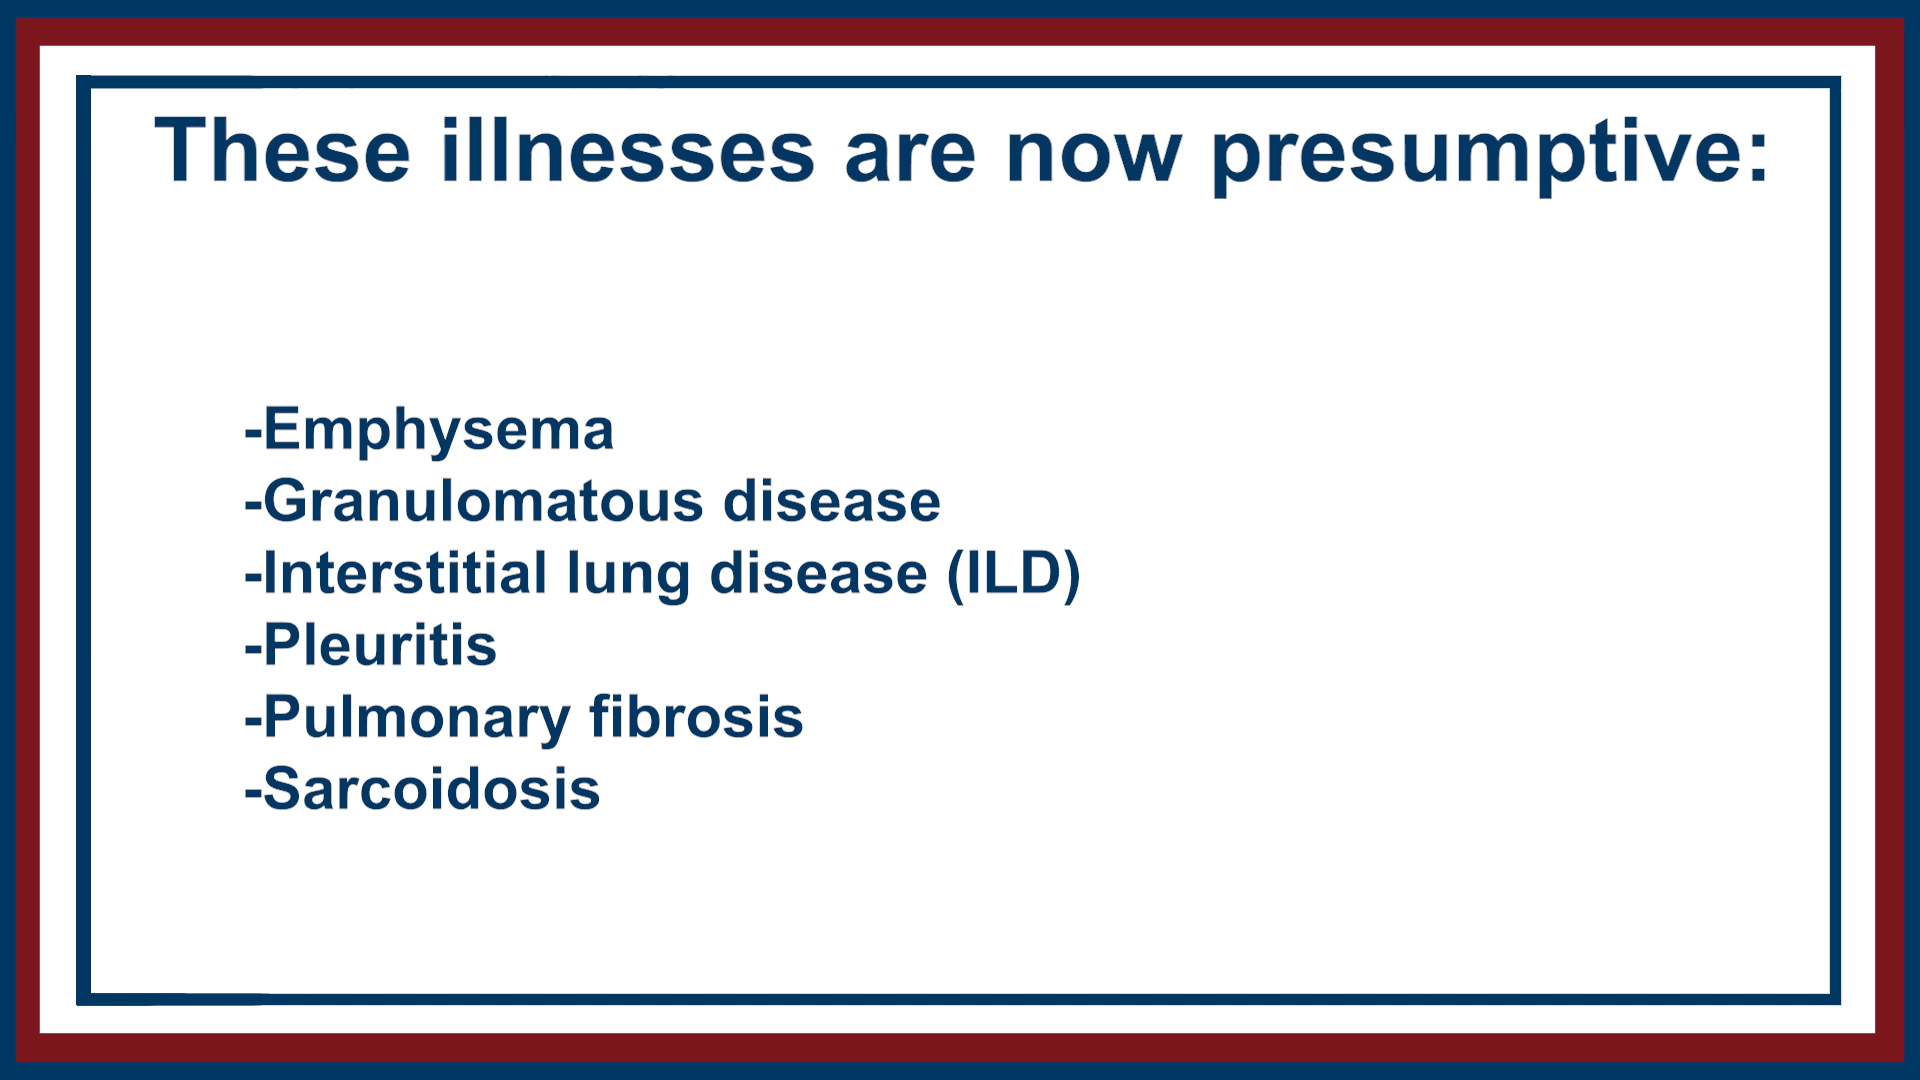 These illnesses are now presumptive:
-Emphysema
-Granulomatous disease
-Interstitial lung disease (ILD)
-Pleuritis
-Pulmonary fibrosis
-Sarcoidosis